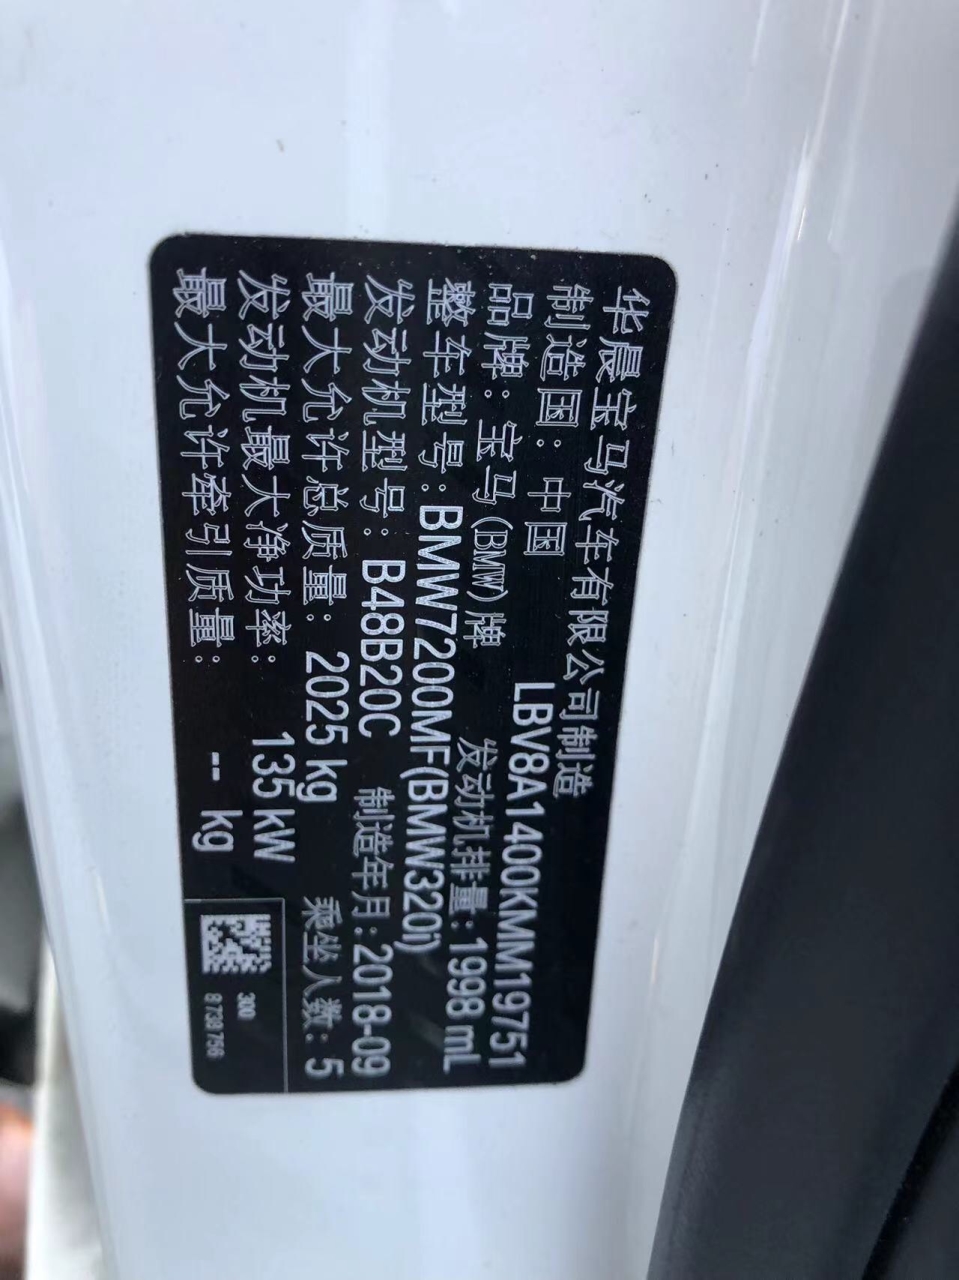 华晨宝马汽车有限公司制造
制造国：中国 LBV8A1400KMM19751
品牌：宝马(BMW)牌 发动机排量：1998 mL
整车型号：BMW7200MF(BMW320i)
发动机型号：B48B20C 制造年月：2018-09
最大允许总质量：2025 kg 乘坐人数：5
发动机最大净功率：135 kW
最大允许牵引质量：-- kg
300
8 738 756